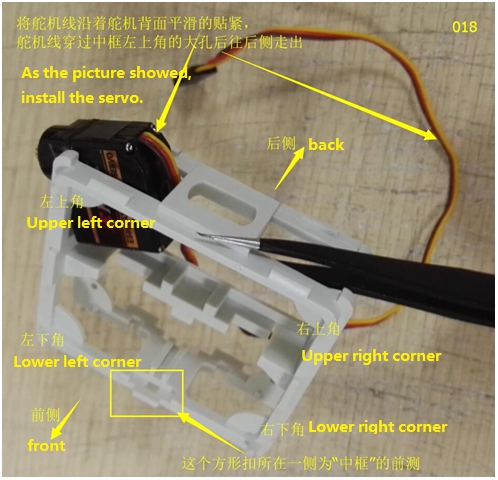 将舵机线沿着舵机背面平滑的贴紧，
舵机线穿过中框左上角的大孔后往后侧走出
018
As the picture showed,
install the servo.
后侧 back
左上角
Upper left corner
左下角
Lower left corner
右上角
Upper right corner
前侧
front
右下角 Lower right corner
这个方形扣所在一侧为“中框”的前测